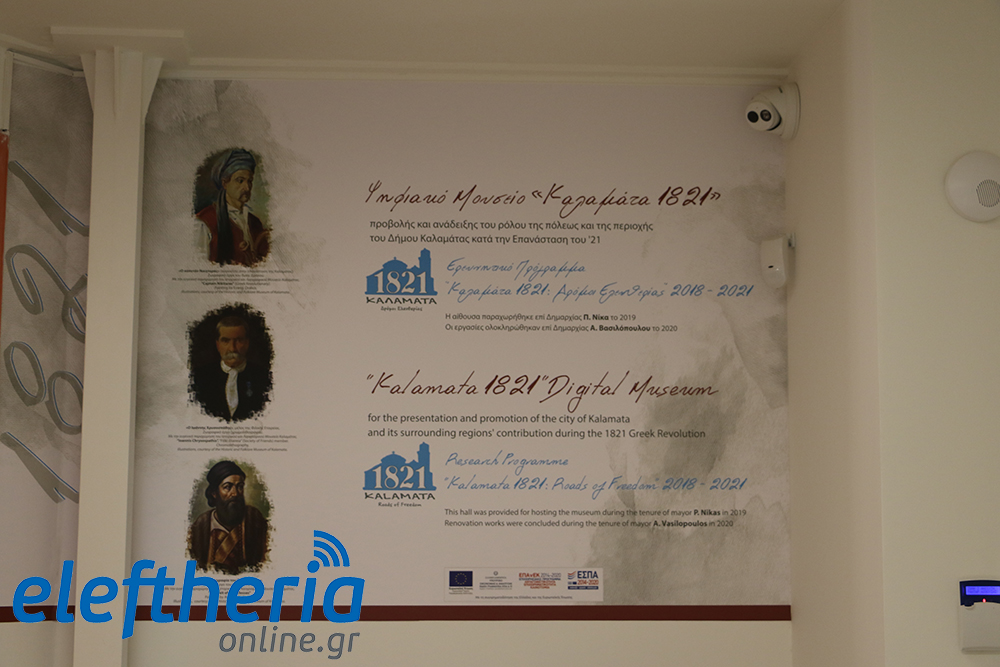 1821
Ψηφιακό Μουσείο «Καλαμάτα 1821»
προβολής και ανάδειξης του ρόλου της πόλεως και της περιοχής
του Δήμου Καλαμάτας κατά την Επανάσταση του '21
1821
ΚΑΛΑΜΑΤΑ
Δρόμοι Ελευθερίας
Ερευνητικό Πρόγραμμα
"Καλαμάτα 1821: Δρόμοι Ελευθερίας" 2018 - 2021
Η αίθουσα παραχωρήθηκε επί Δημαρχίας Π. Νίκα το 2019
Οι εργασίες ολοκληρώθηκαν επί Δημαρχίας Α. Βασιλόπουλου το 2020
"Kalamata 1821" Digital Museum
for the presentation and promotion of the city of Kalamata
and its surrounding regions' contribution during the 1821 Greek Revolution
1821
KALAMATA
Roads of Freedom
Research Programme
"Kalamata 1821: Roads of Freedom" 2018 - 2021
This hall was provided for hosting the museum during the tenure of mayor P. Nikas in 2019
Renovation works were concluded during the tenure of mayor A. Vasilopoulos in 2020
ΕΠΑνΕΚ 2014-2020
ΕΣΠΑ
2014-2020
eleftheria
online.gr